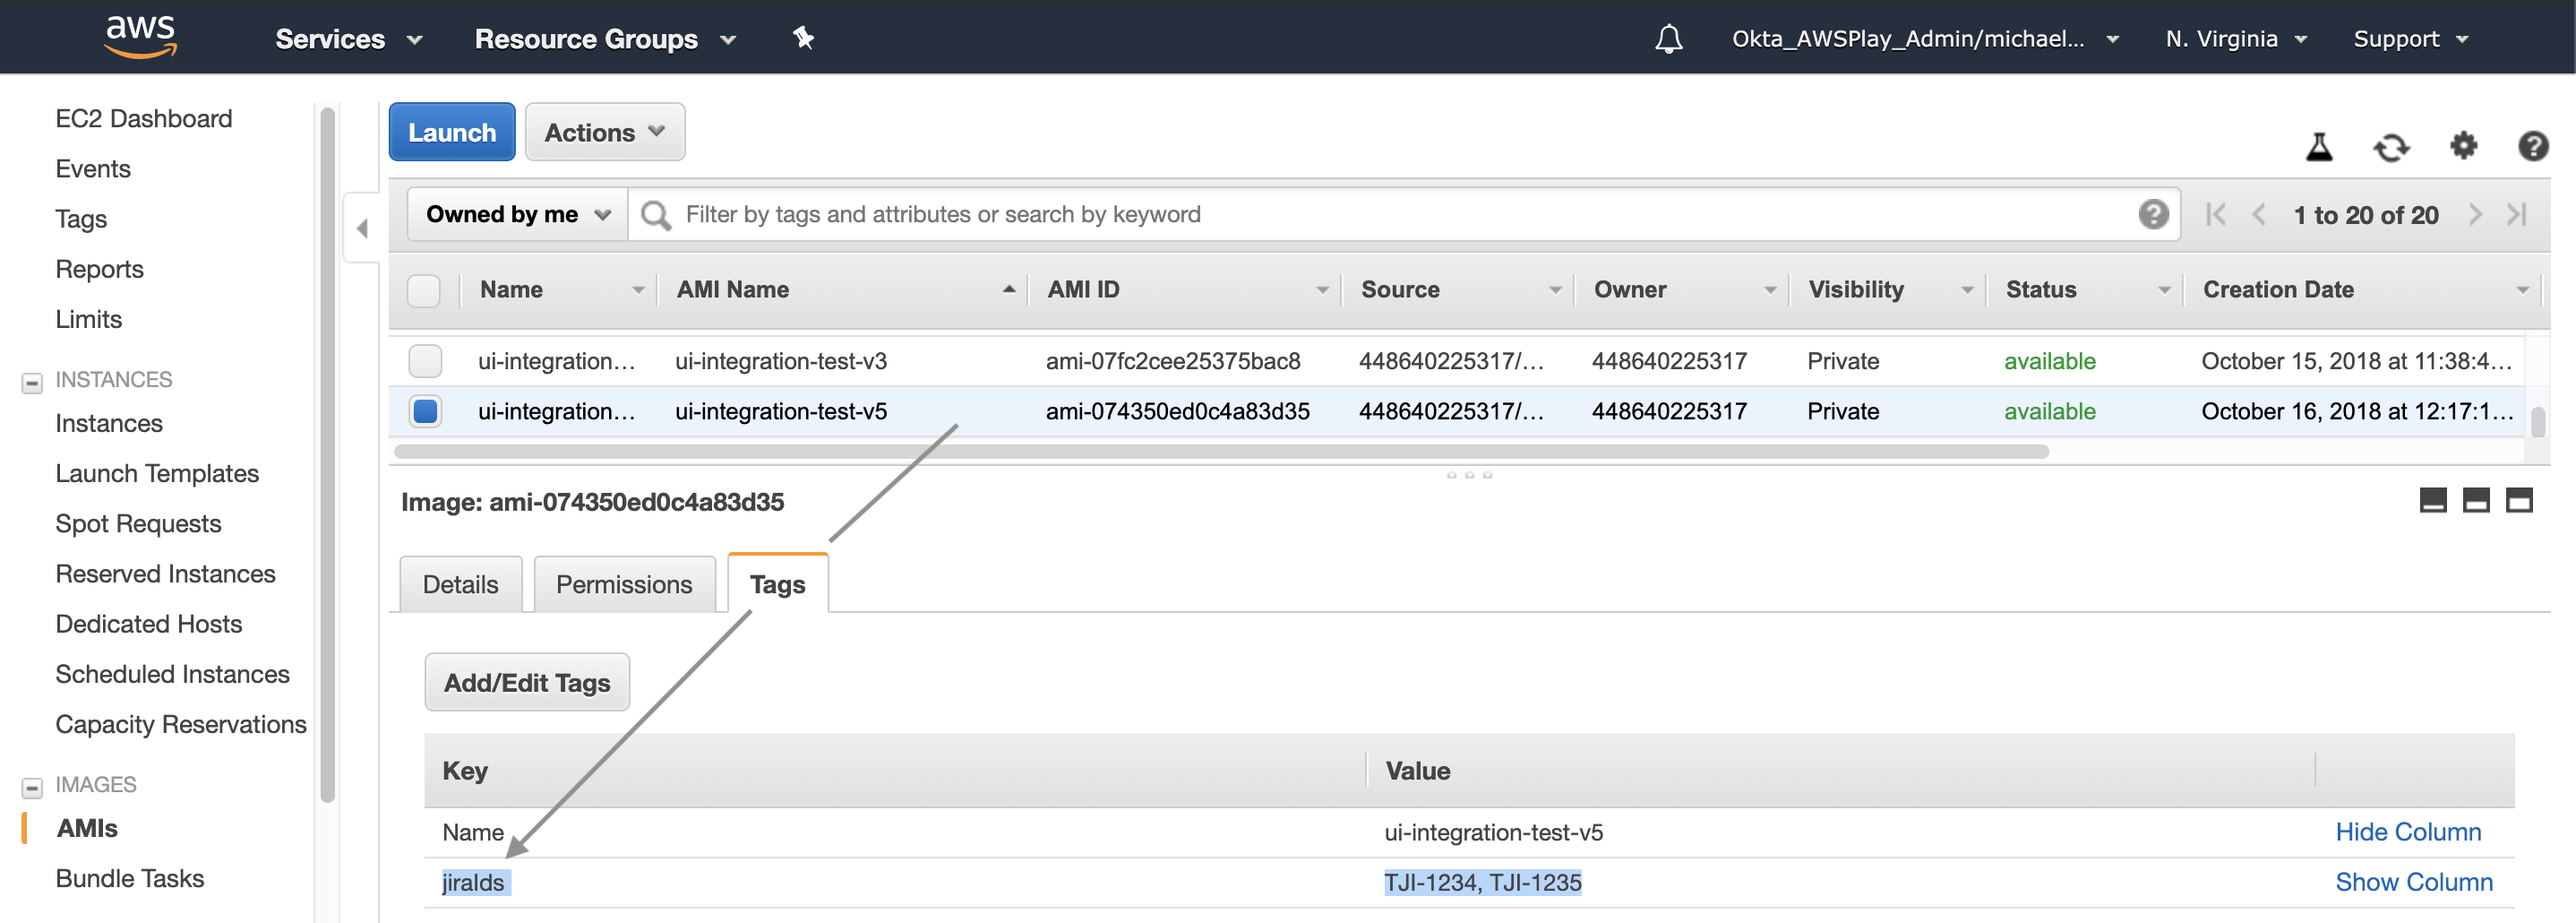 aws Services Resource Groups Okta_AWSPlay_Admin/michael... N. Virginia Support
EC2 Dashboard
Events
Tags
Reports
Limits
INSTANCES
Instances
Launch Templates
Spot Requests
Reserved Instances
Dedicated Hosts
Scheduled Instances
Capacity Reservations
IMAGES
AMIs
Bundle Tasks
Launch Actions
Owned by me Filter by tags and attributes or search by keyword 1 to 20 of 20
Name AMI Name AMI ID Source Owner Visibility Status Creation Date
ui-integration... ui-integration-test-v3 ami-07fc2cee25375bac8 448640225317/... 448640225317 Private available October 15, 2018 at 11:38:4...
ui-integration... ui-integration-test-v5 ami-074350ed0c4a83d35 448640225317/... 448640225317 Private available October 16, 2018 at 12:17:1...
Image: ami-074350ed0c4a83d35
Details Permissions Tags
Add/Edit Tags
Key Value
Name ui-integration-test-v5 Hide Column
jiraIds TJI-1234, TJI-1235 Show Column